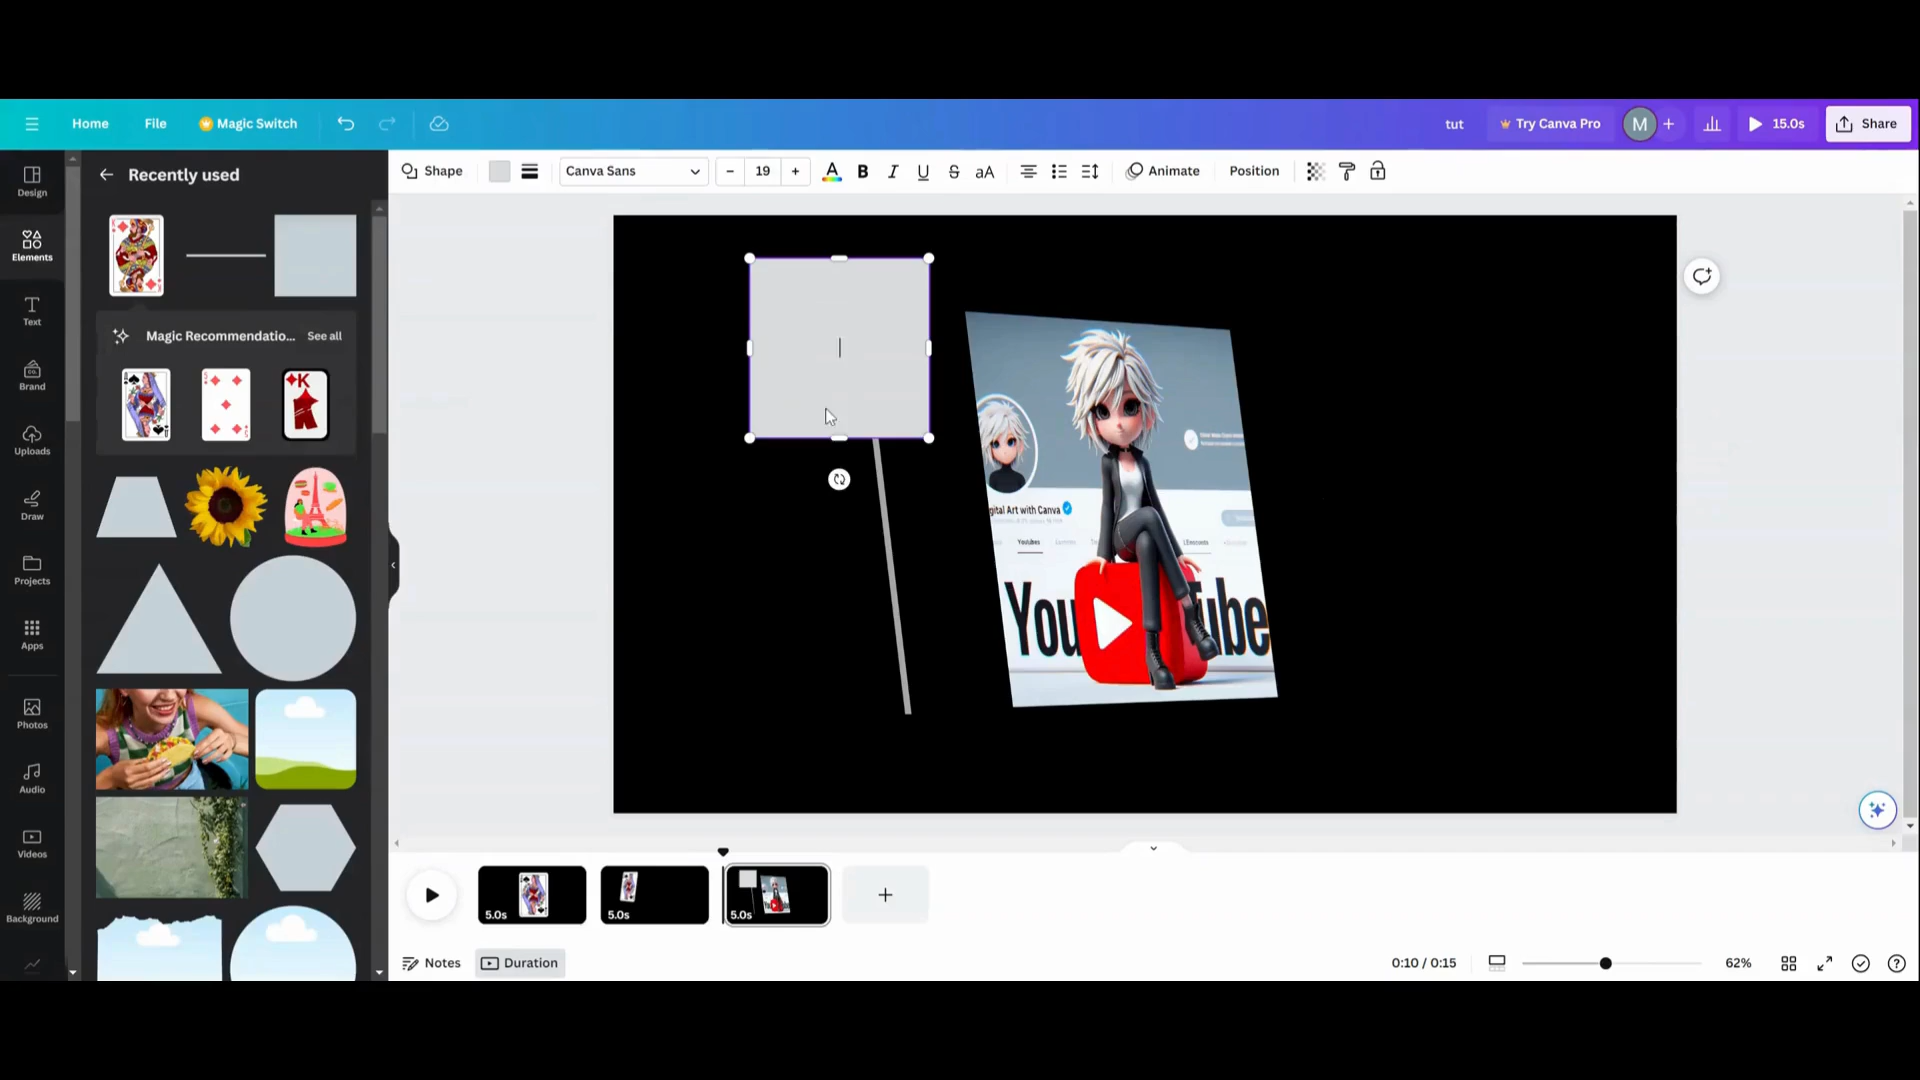 Home File Magic Switch tut Try Canva Pro M + 15.0s Share
Design
Elements
Text
Brand
Uploads
Draw
Projects
Apps
Photos
Audio
Videos
Background
Recently used
Magic Recommendatio... See all
Shape Canva Sans - 19 + A B I U S aA Animate Position
gital Art with Canva
Youtubes
YouTube
5.0s 5.0s 5.0s +
Notes Duration 0:10 / 0:15 62%